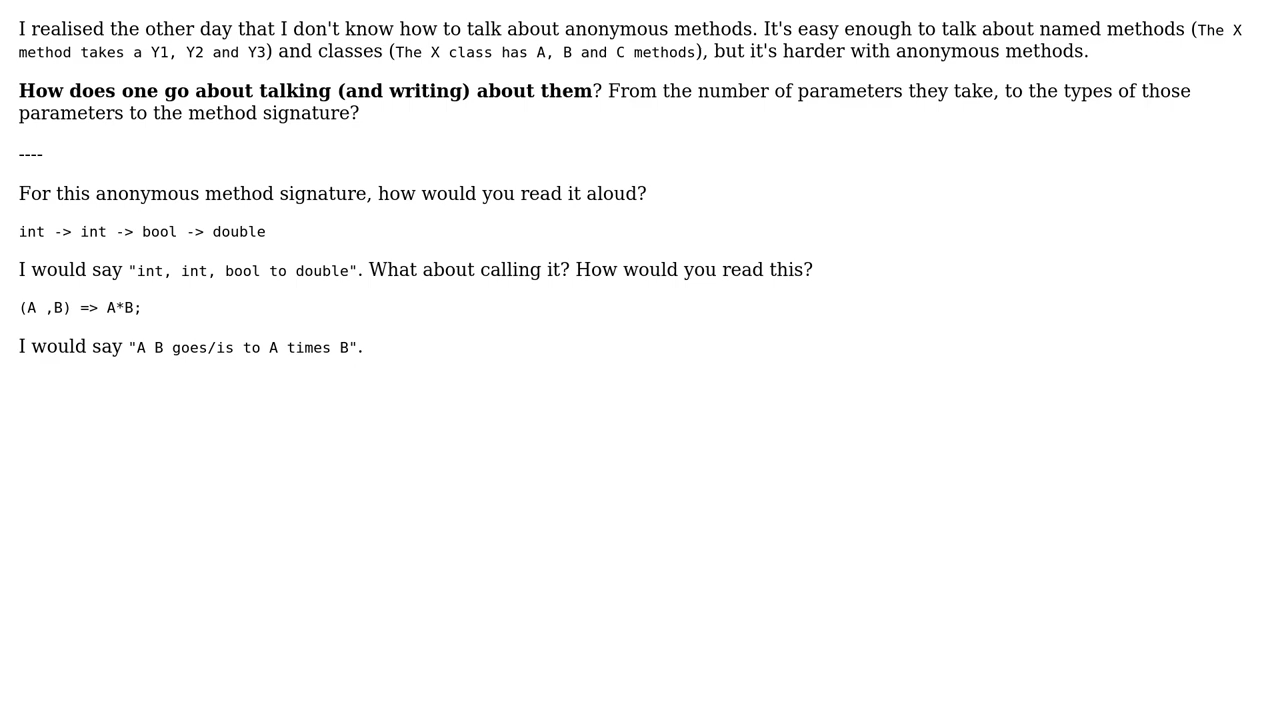 I realised the other day that I don't know how to talk about anonymous methods. It's easy enough to talk about named methods (The X
method takes a Y1, Y2 and Y3) and classes (The X class has A, B and C methods), but it's harder with anonymous methods.
How does one go about talking (and writing) about them? From the number of parameters they take, to the types of those
parameters to the method signature?
----
For this anonymous method signature, how would you read it aloud?
int -> int -> bool -> double
I would say "int, int, bool to double". What about calling it? How would you read this?
(A ,B) => A*B;
I would say "A B goes/is to A times B".